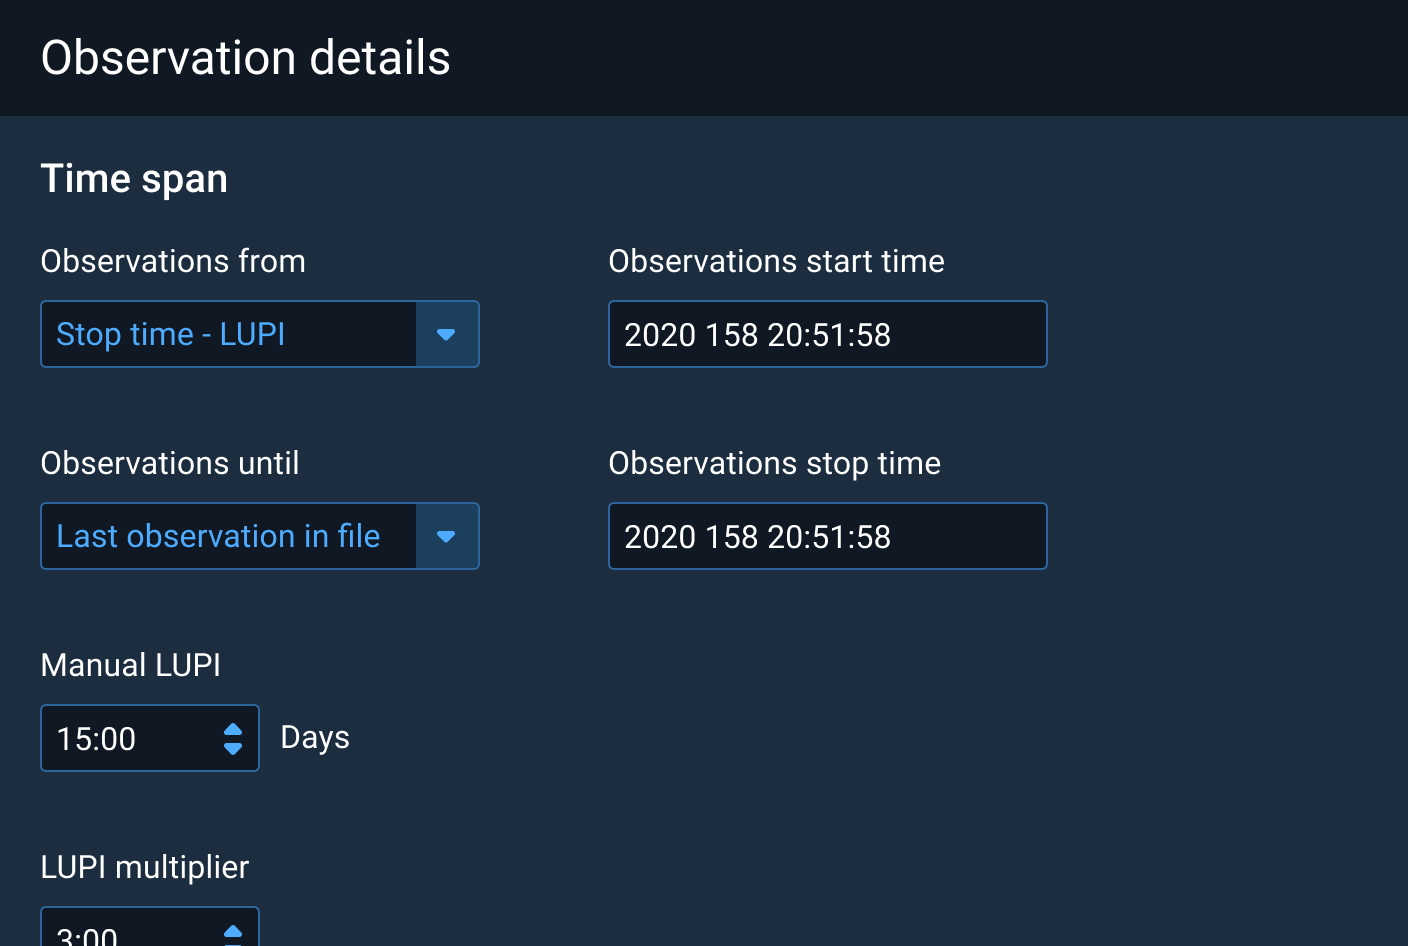 Observation details
Time span
Observations from
Observations start time
Stop time - LUPI
2020 158 20:51:58
Observations until
Observations stop time
Last observation in file
2020 158 20:51:58
Manual LUPI
15:00
Days
LUPI multiplier
3:00